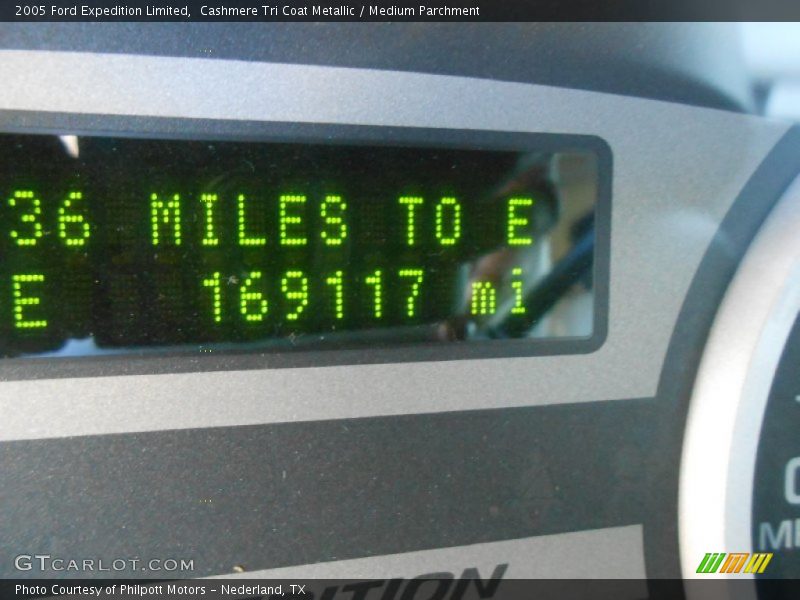 2005 Ford Expedition Limited,  Cashmere Tri Coat Metallic / Medium Parchment
36 MILES TO E
E 169117 mi
GTCARLOT.COM
Photo Courtesy of Philpott Motors - Nederland, TX